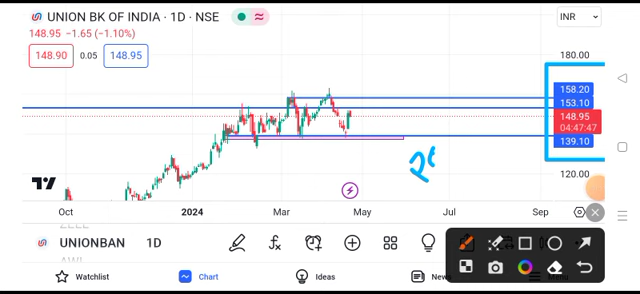 UNION BK OF INDIA · 1D · NSE
INR
148.95 −1.65 (−1.10%)
148.90 0.05 148.95
180.00
158.20
153.10
148.95
04:47:47
139.10
120.00
Oct 2024 Mar May Jul Sep
UNIONBAN 1D
Watchlist Chart Ideas News Menu